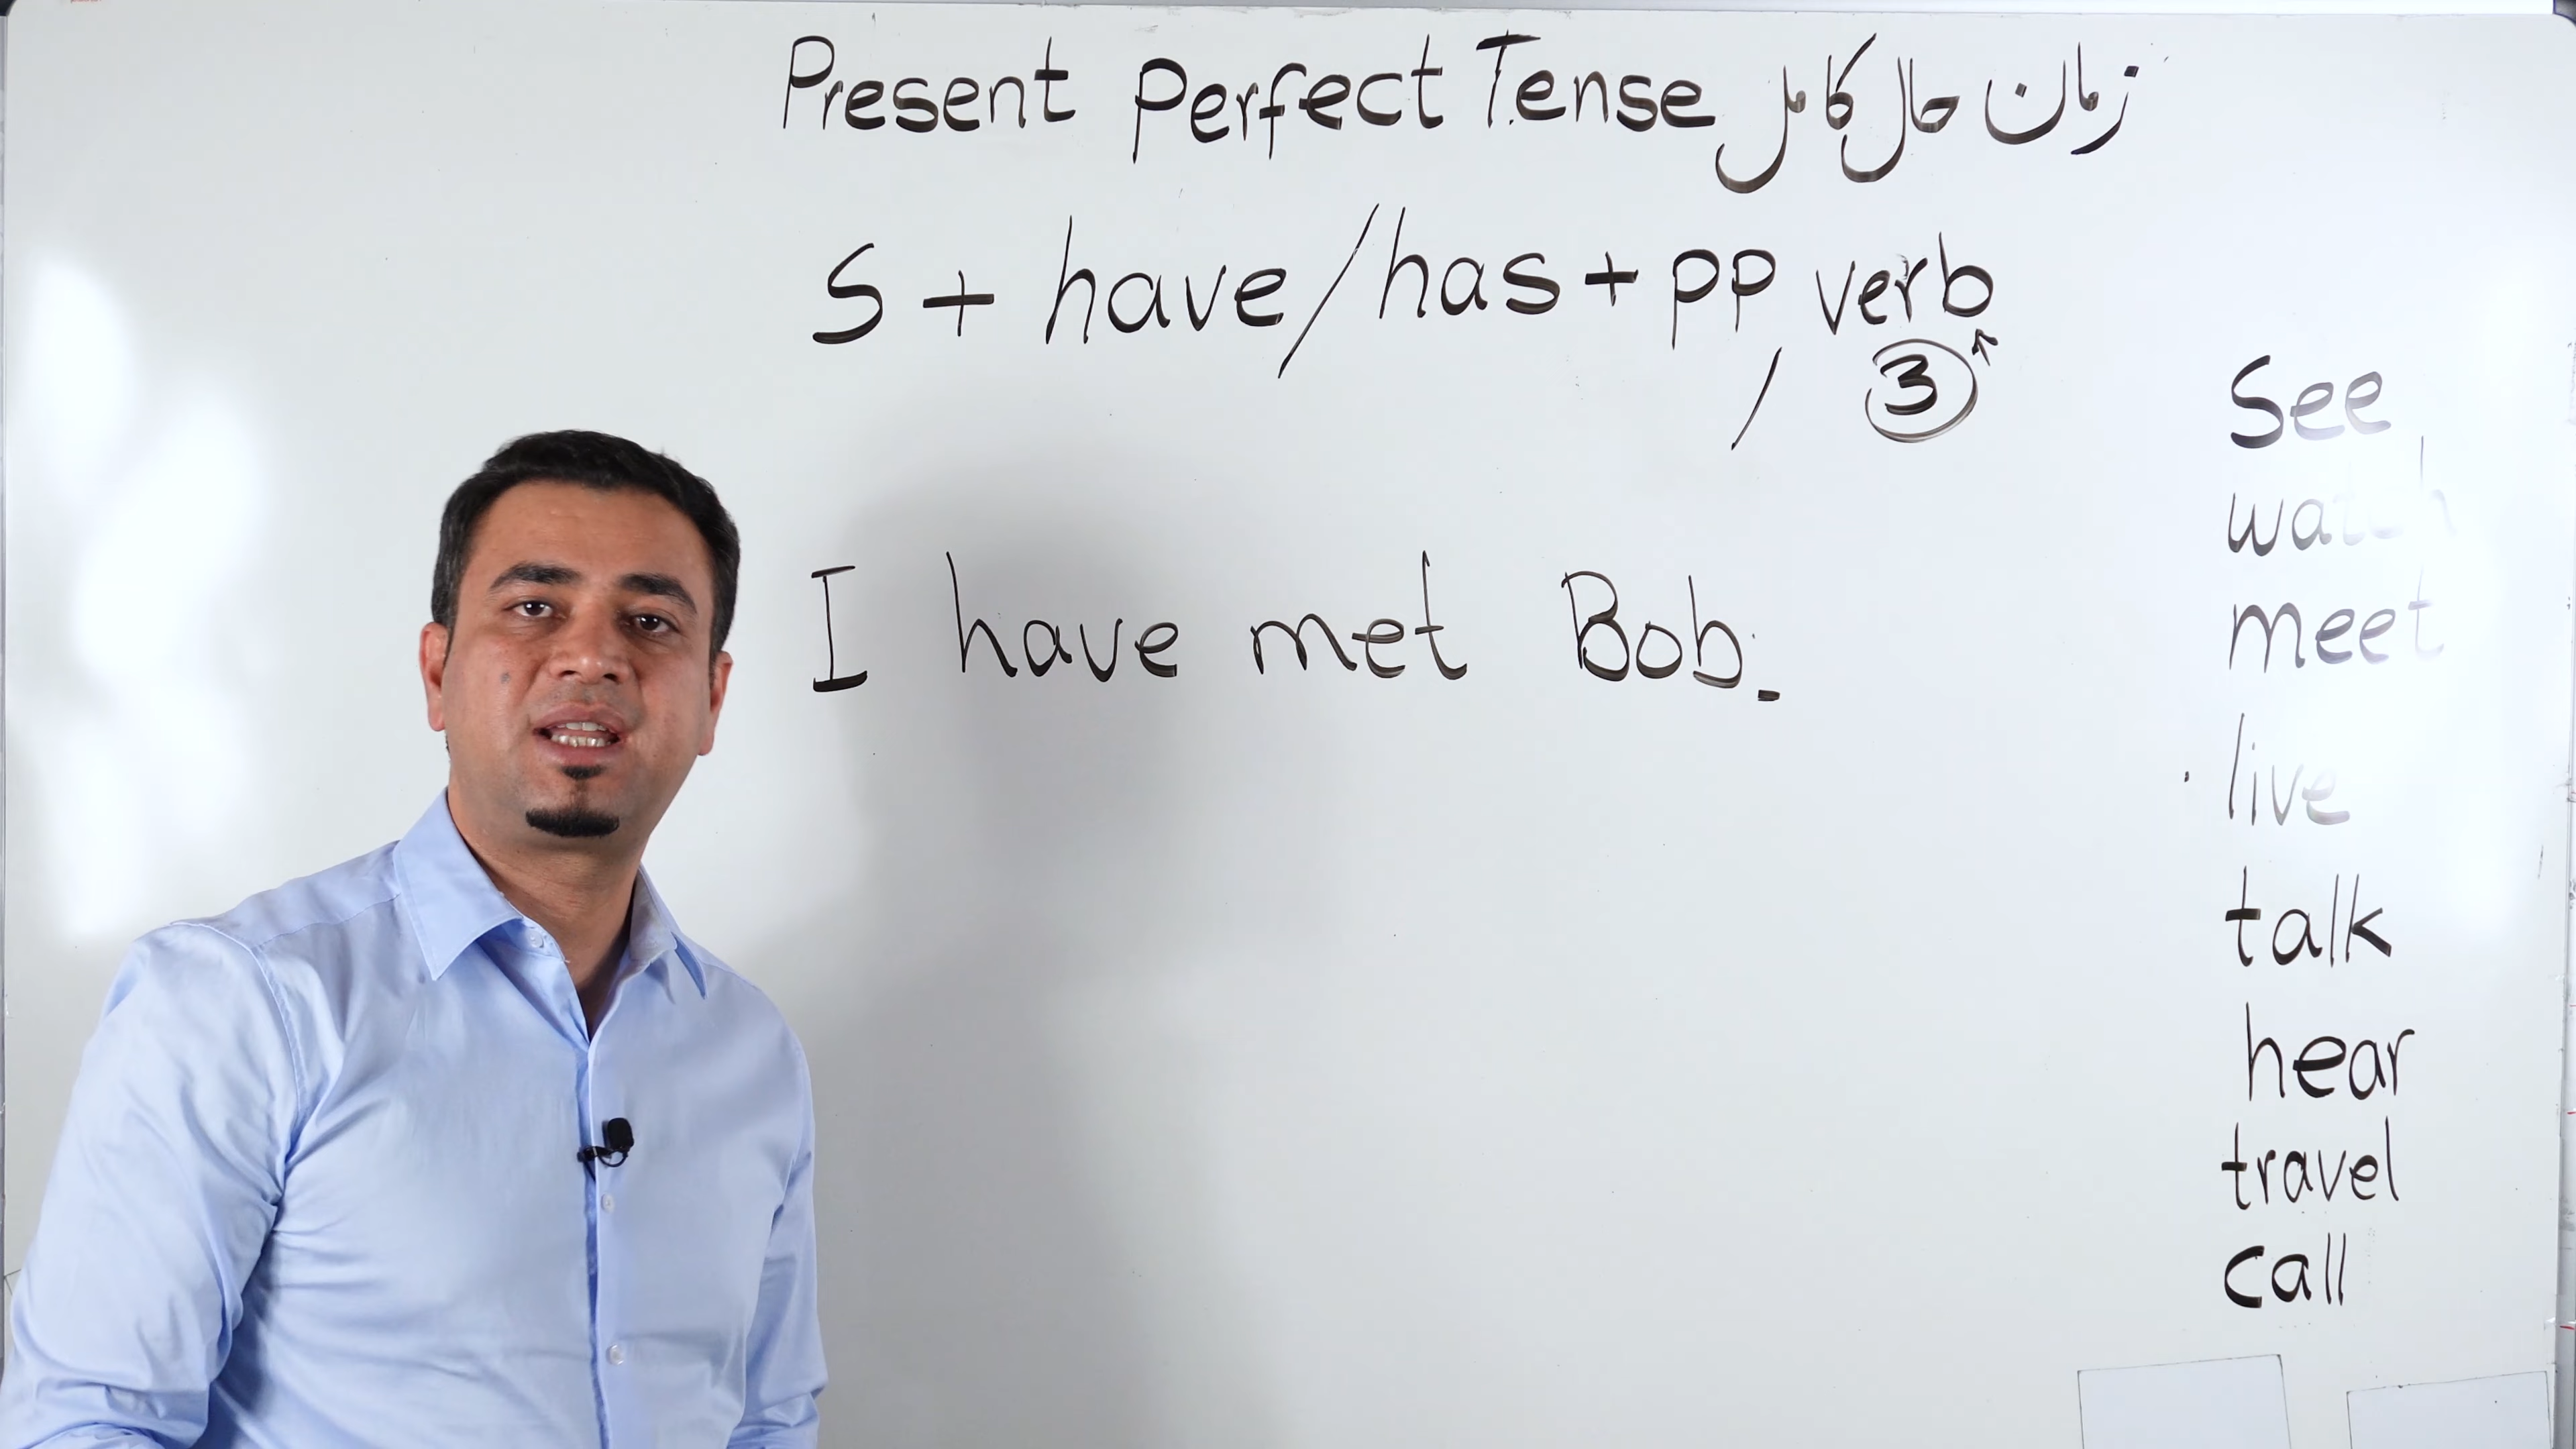 Present Perfect Tense زمان حال کامل
S + have/has + pp verb
/ ③
I have met Bob.
See
watch
meet
live
talk
hear
travel
call